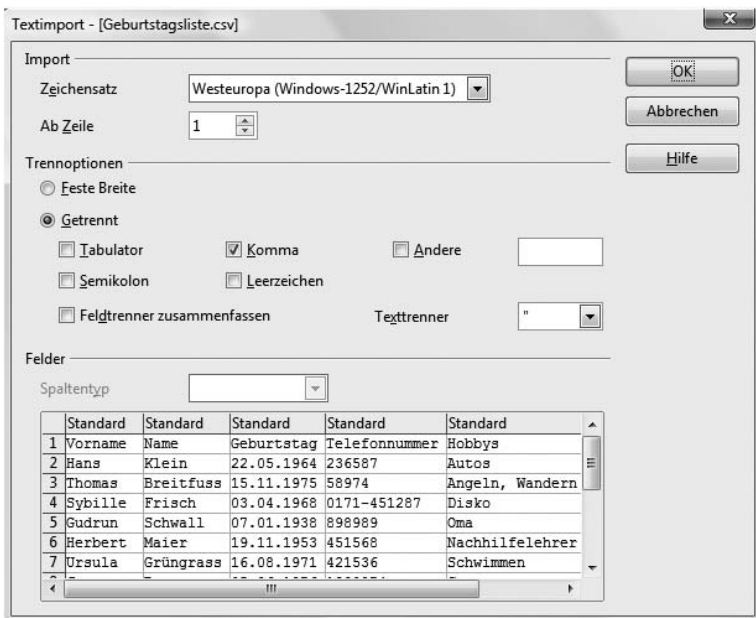 Textimport - [Geburtstagsliste.csv]
Import
Zeichensatz Westeuropa (Windows-1252/WinLatin 1)
Ab Zeile 1
OK
Abbrechen
Hilfe
Trennoptionen
Feste Breite
Getrennt
Tabulator Komma Andere
Semikolon Leerzeichen
Feldtrenner zusammenfassen Texttrenner "
Felder
Spaltentyp
Standard Standard Standard Standard Standard
1 Vorname Name Geburtstag Telefonnummer Hobbys
2 Hans Klein 22.05.1964 236587 Autos
3 Thomas Breitfuss 15.11.1975 58974 Angeln, Wandern
4 Sybille Frisch 03.04.1968 0171-451287 Disko
5 Gudrun Schwall 07.01.1938 898989 Oma
6 Herbert Maier 19.11.1953 451568 Nachhilfelehrer
7 Ursula Grüngrass 16.08.1971 421536 Schwimmen